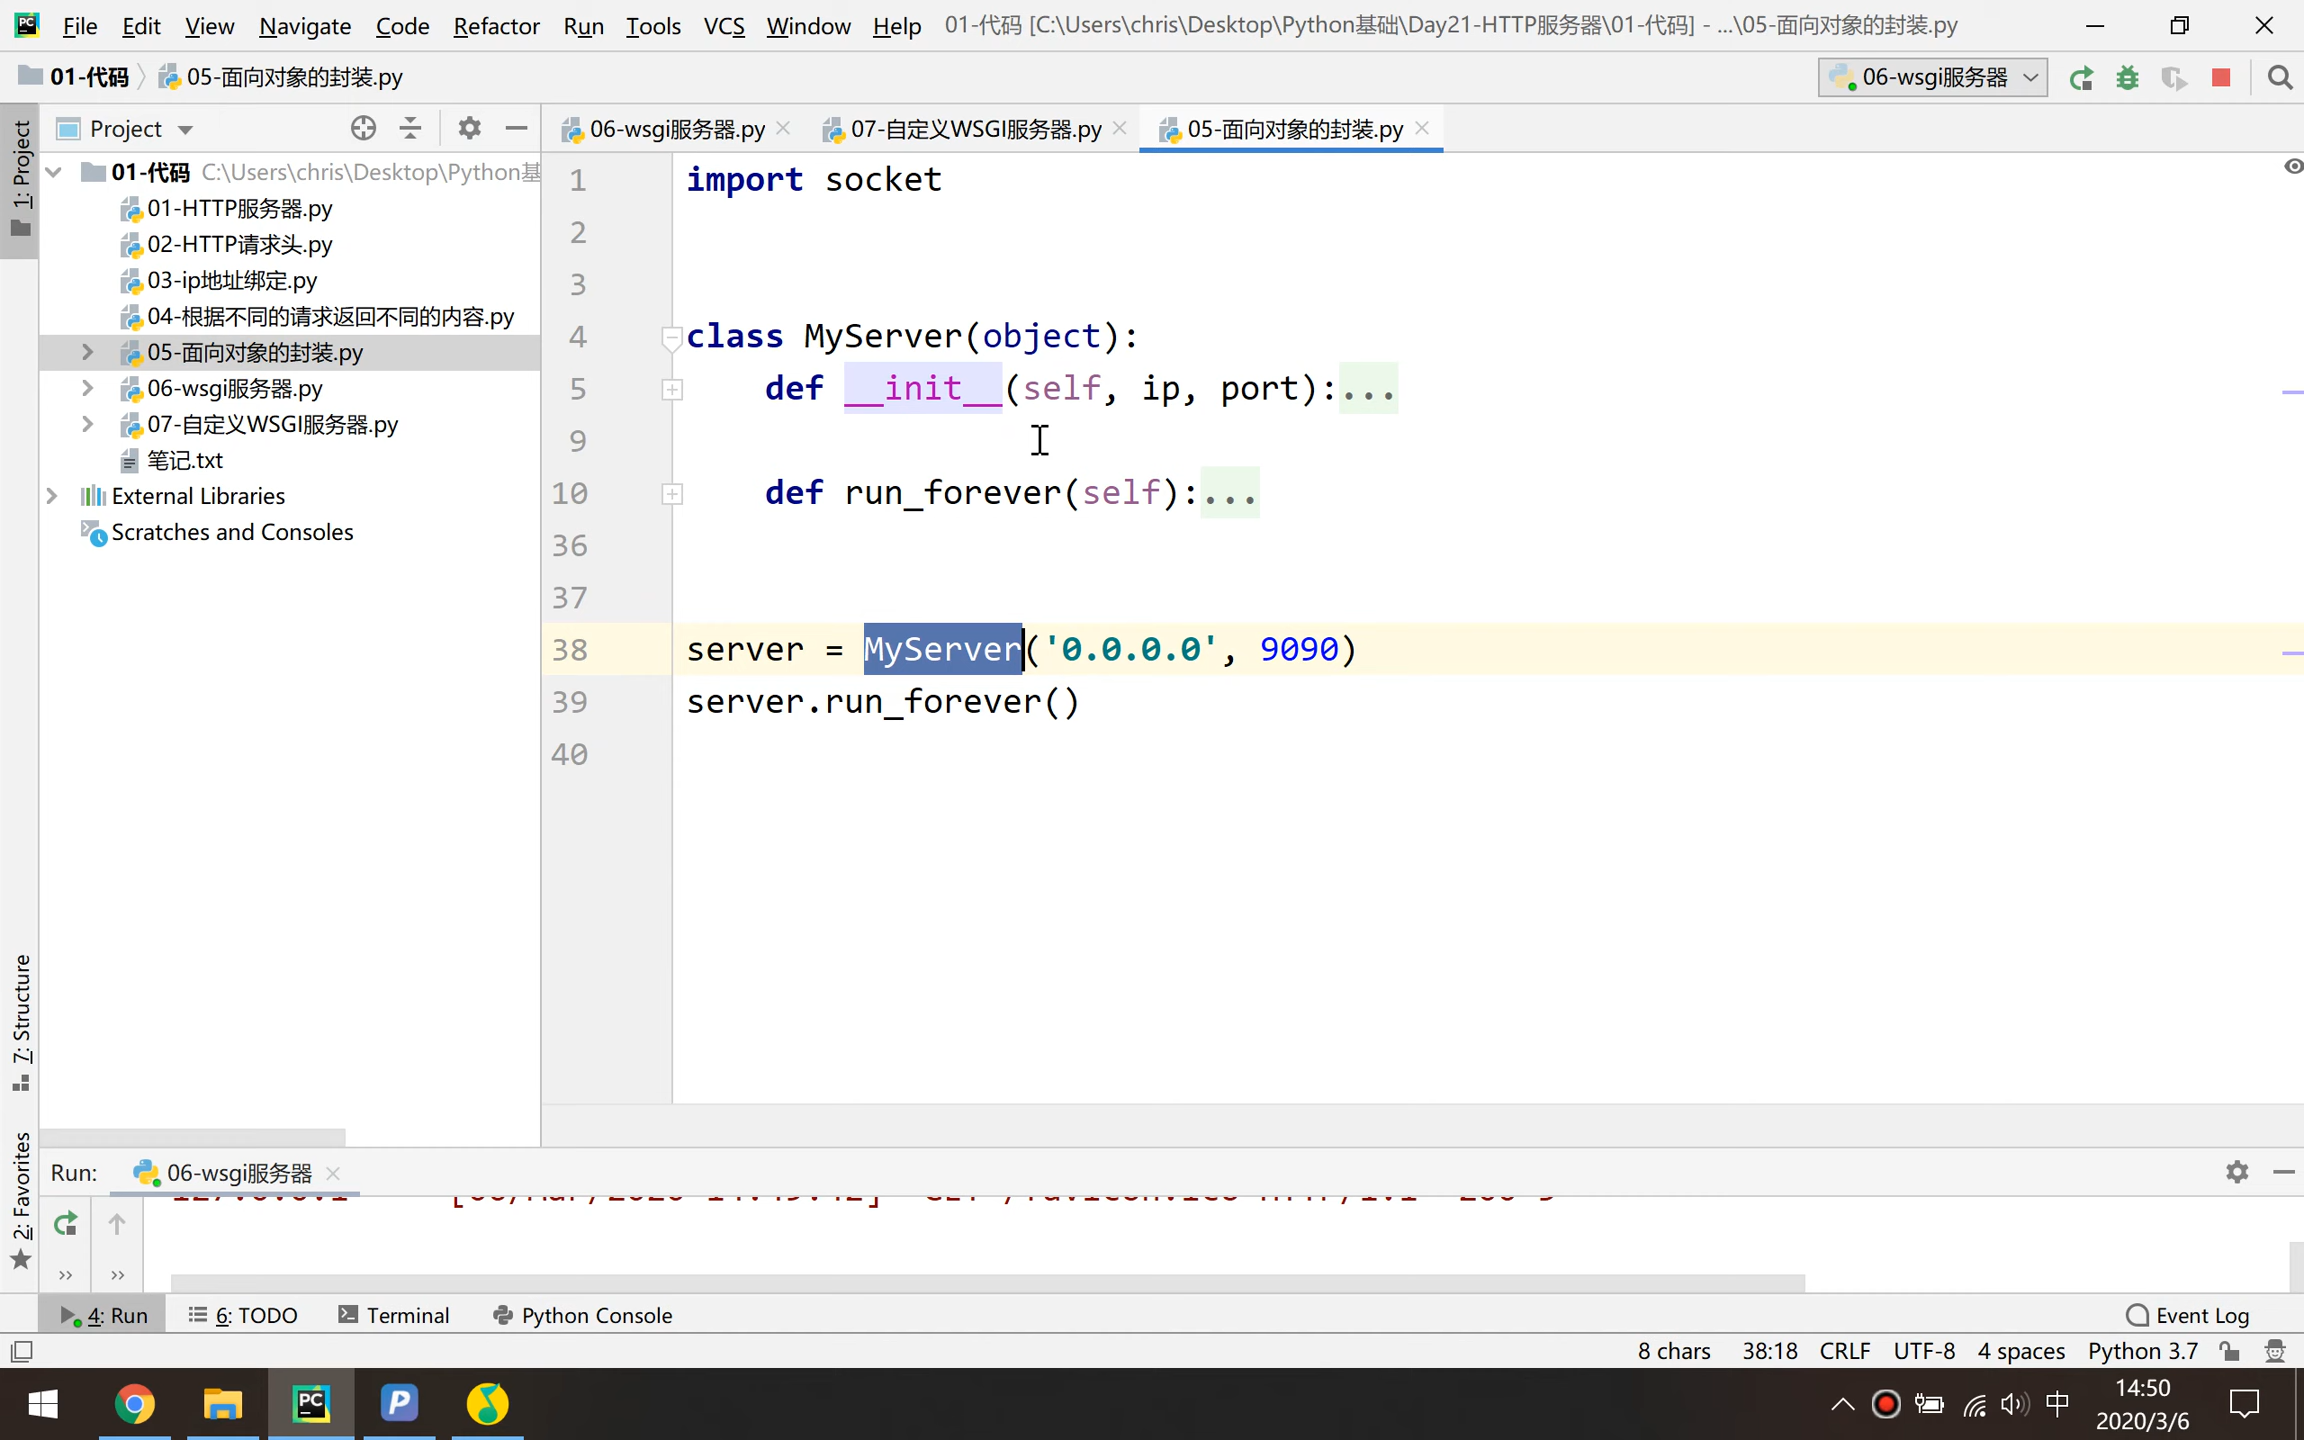 File Edit View Navigate Code Refactor Run Tools VCS Window Help 01-代码 [C:\Users\chris\Desktop\Python基础\Day21-HTTP服务器\01-代码] - ...\05-面向对象的封装.py
01-代码 05-面向对象的封装.py 06-wsgi服务器
Project 06-wsgi服务器.py 07-自定义WSGI服务器.py 05-面向对象的封装.py
1: Project
01-代码 C:\Users\chris\Desktop\Python基
01-HTTP服务器.py
02-HTTP请求头.py
03-ip地址绑定.py
04-根据不同的请求返回不同的内容.py
05-面向对象的封装.py
06-wsgi服务器.py
07-自定义WSGI服务器.py
笔记.txt
External Libraries
Scratches and Consoles
7: Structure
2: Favorites
1 import socket
2
3
4 class MyServer(object):
5 def __init__(self, ip, port):...
9
10 def run_forever(self):...
36
37
38 server = MyServer('0.0.0.0', 9090)
39 server.run_forever()
40
Run: 06-wsgi服务器
4: Run 6: TODO Terminal Python Console Event Log
8 chars 38:18 CRLF UTF-8 4 spaces Python 3.7
中 14:50
2020/3/6